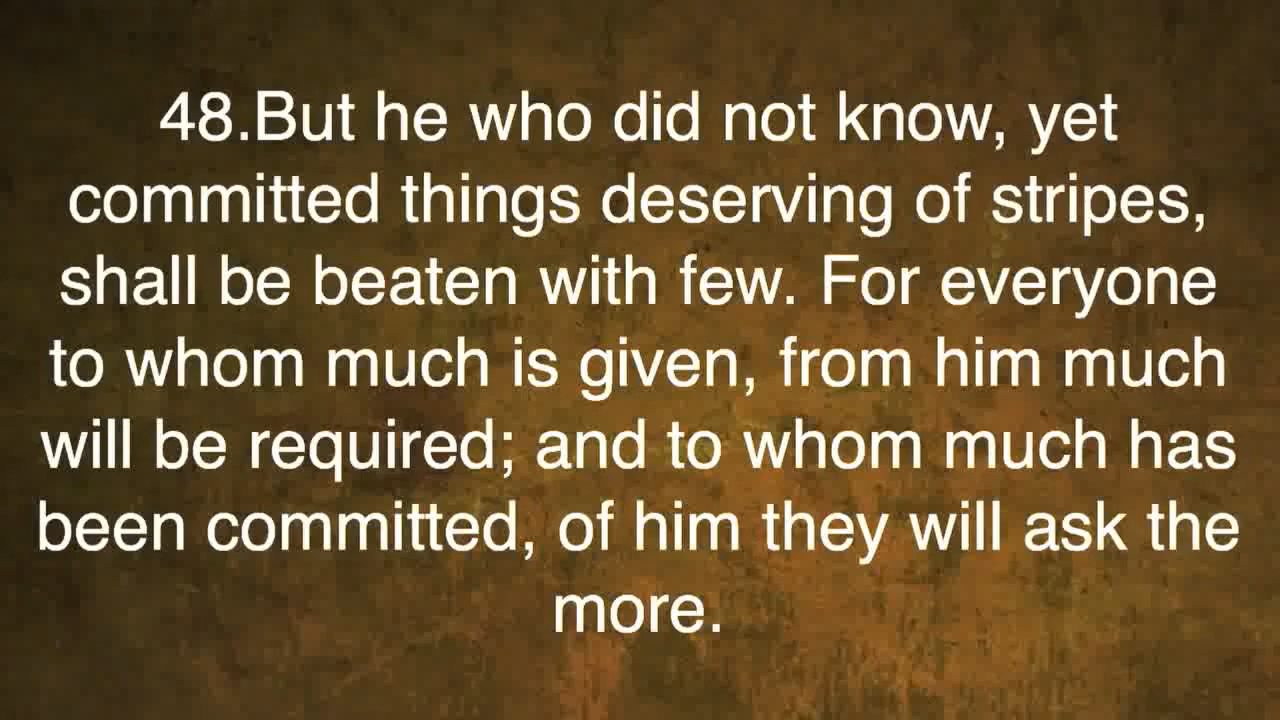 48.But he who did not know, yet
committed things deserving of stripes,
shall be beaten with few. For everyone
to whom much is given, from him much
will be required; and to whom much has
been committed, of him they will ask the
more.